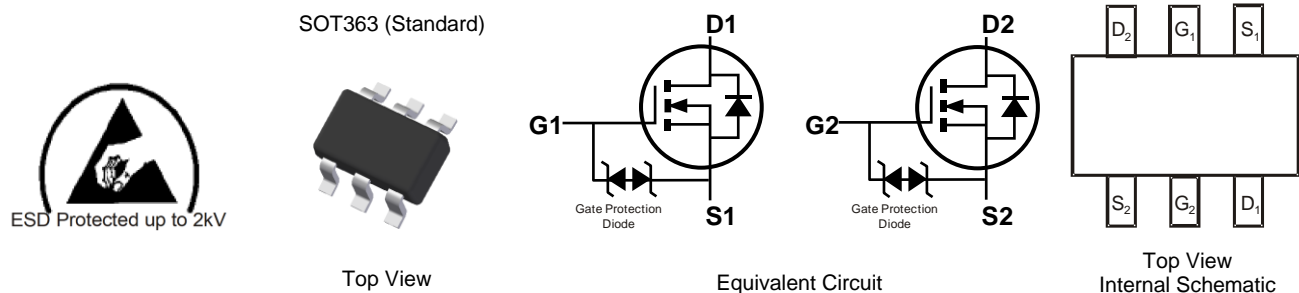 SOT363 (Standard)
ESD Protected up to 2kV
Top View
D1
G1
S1
Gate Protection
Diode
D2
G2
S2
Gate Protection
Diode
Equivalent Circuit
D2 G1 S1
S2 G2 D1
Top View
Internal Schematic